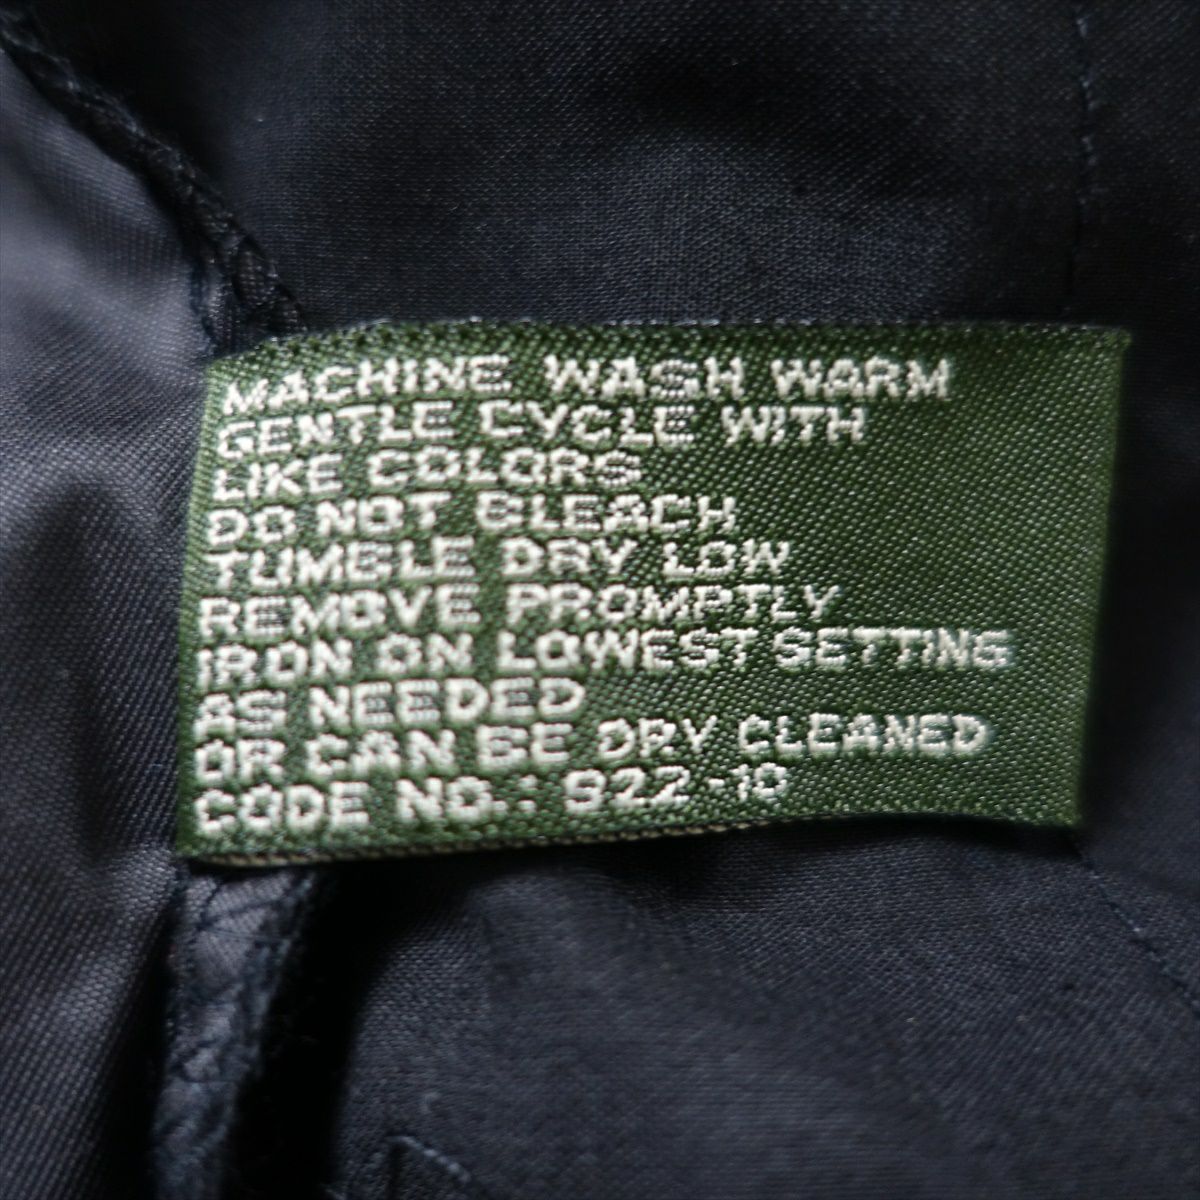 MACHINE WASH WARM
GENTLE CYCLE WITH
LIKE COLORS
DO NOT BLEACH
TUMBLE DRY LOW
REMOVE PROMPTLY
IRON ON LOWEST SETTING
AS NEEDED
OR CAN BE DRY CLEANED
CODE NO.: 922-10